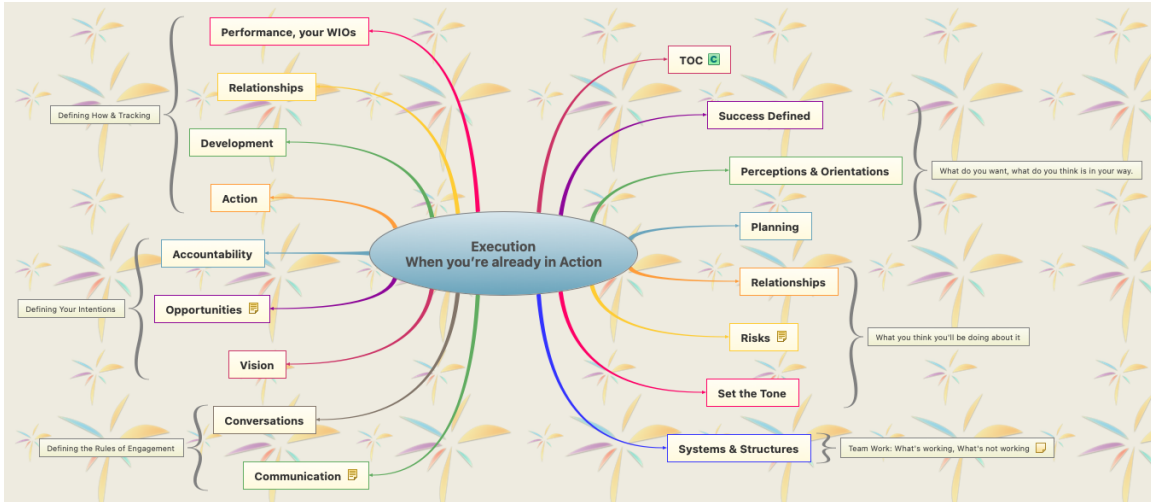 Execution
When you're already in Action
TOC C
Success Defined
Perceptions & Orientations
Planning
What do you want, what do you think is in your way.
Relationships
Risks
Set the Tone
What you think you'll be doing about it
Systems & Structures
Team Work: What's working, What's not working
Performance, your WIOs
Relationships
Development
Action
Defining How & Tracking
Accountability
Opportunities
Vision
Defining Your Intentions
Conversations
Communication
Defining the Rules of Engagement